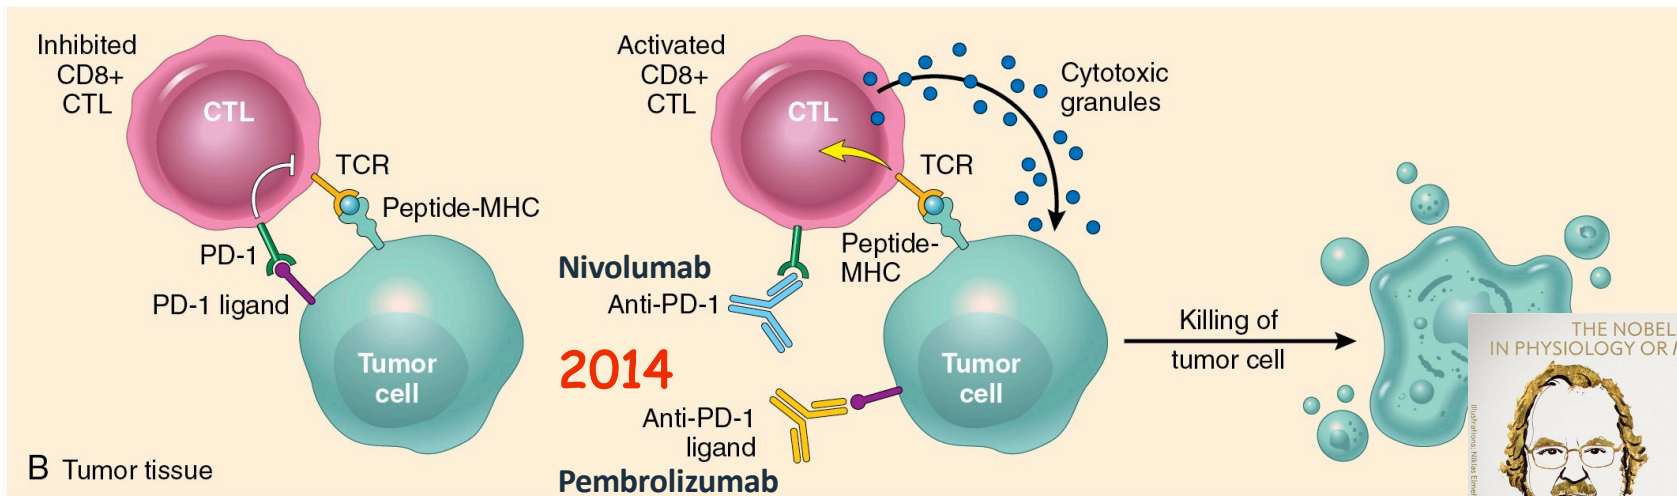 Inhibited
CD8+
CTL
CTL
TCR
Peptide-MHC
PD-1
PD-1 ligand
Tumor
cell
B Tumor tissue
Activated
CD8+
CTL
CTL
Cytotoxic
granules
TCR
Peptide-
MHC
Nivolumab
Anti-PD-1
2014
Anti-PD-1
ligand
Pembrolizumab
Tumor
cell
Killing of
tumor cell
THE NOBEL
IN PHYSIOLOGY OR
Illustrations: Niklas